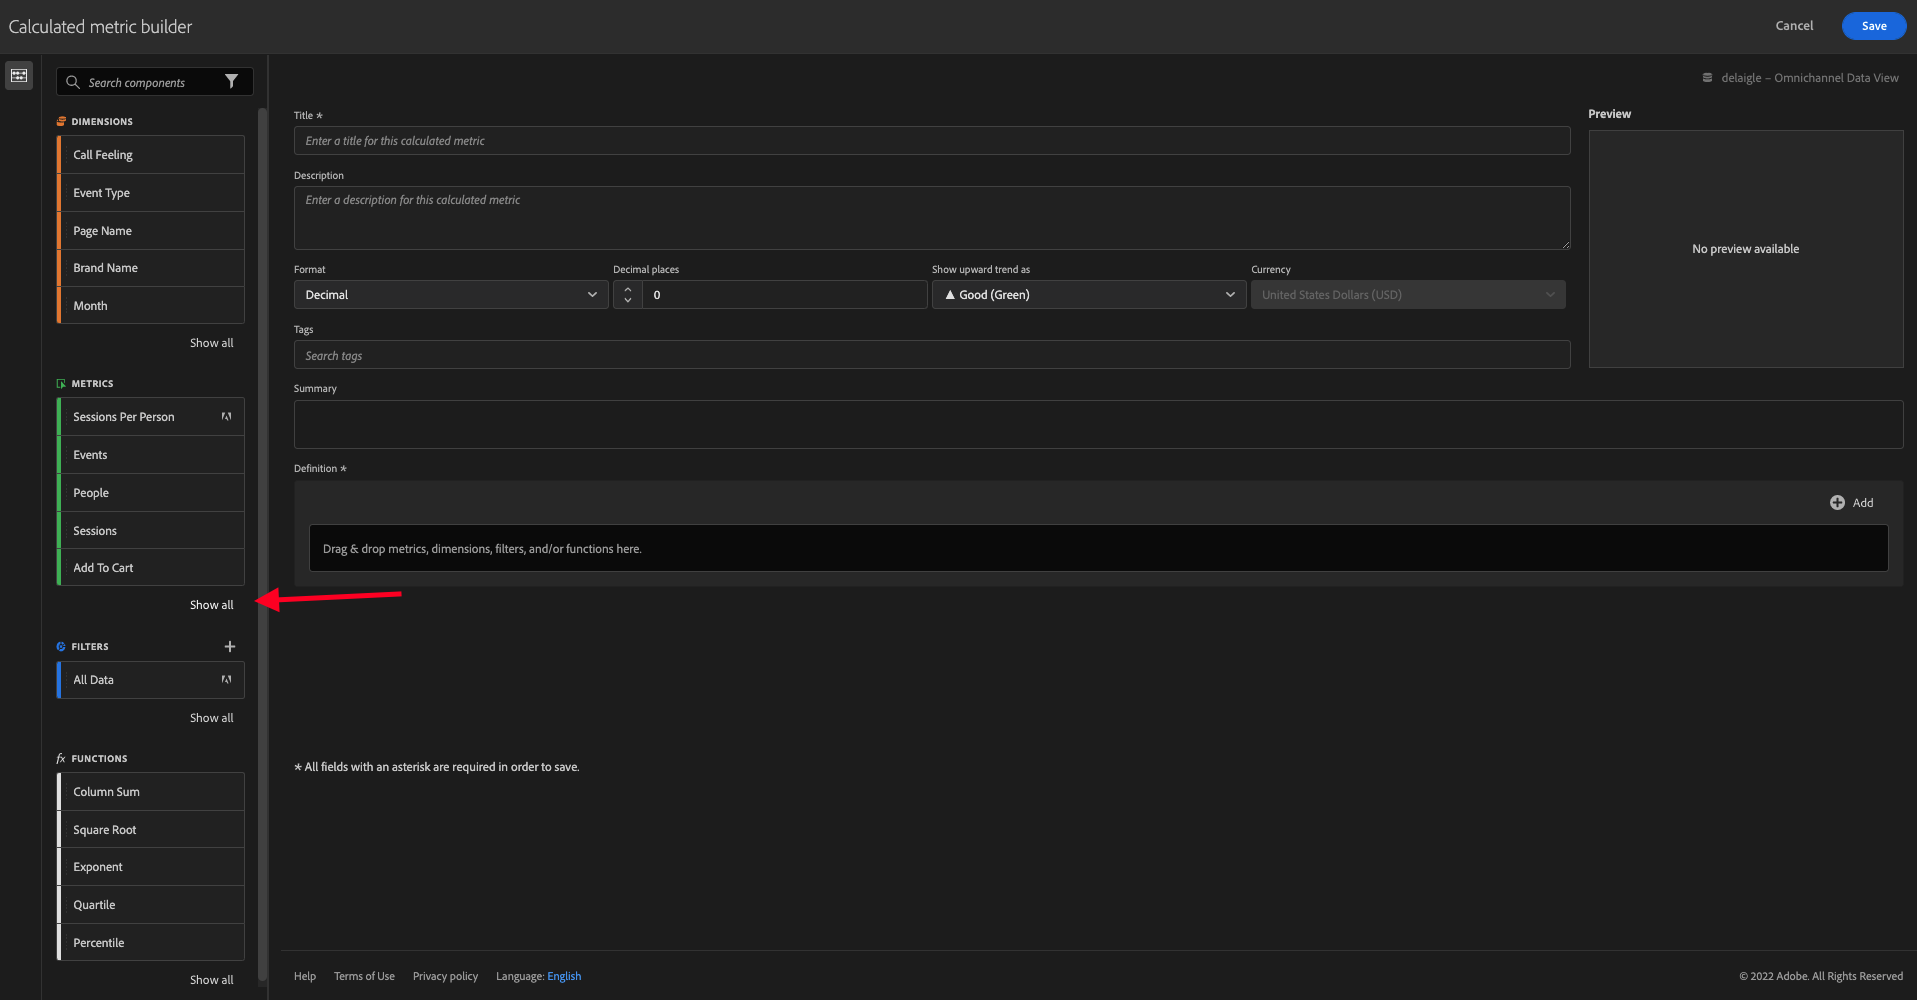 Calculated metric builder
Cancel
Save
Search components
DIMENSIONS
Call Feeling
Event Type
Page Name
Brand Name
Month
Show all
METRICS
Sessions Per Person
Events
People
Sessions
Add To Cart
Show all
FILTERS
All Data
Show all
FUNCTIONS
Column Sum
Square Root
Exponent
Quartile
Percentile
Show all
delaigle – Omnichannel Data View
Title *
Enter a title for this calculated metric
Description
Enter a description for this calculated metric
Format
Decimal
Decimal places
0
Show upward trend as
▲ Good (Green)
Currency
United States Dollars (USD)
Tags
Search tags
Preview
No preview available
Summary
Definition *
Add
Drag & drop metrics, dimensions, filters, and/or functions here.
* All fields with an asterisk are required in order to save.
Help Terms of Use Privacy policy Language: English
© 2022 Adobe. All Rights Reserved